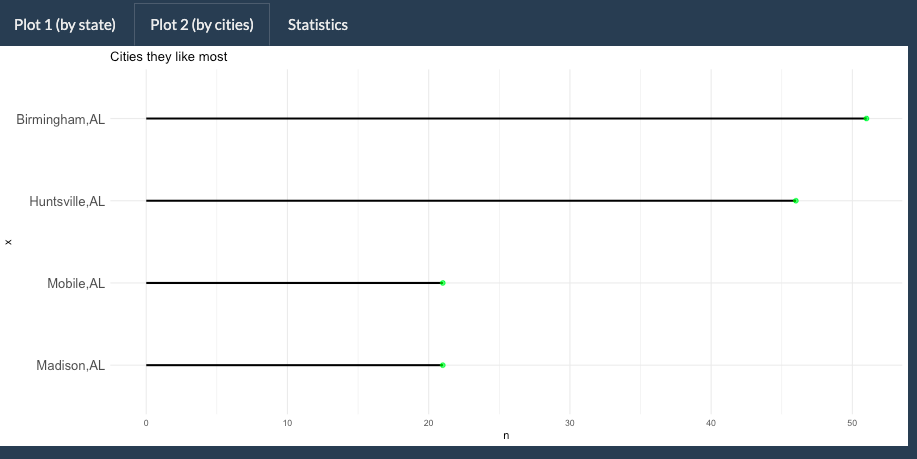 Plot 1 (by state) Plot 2 (by cities) Statistics
Cities they like most
Birmingham,AL
Huntsville,AL
x
Mobile,AL
Madison,AL
0 10 20 30 40 50
n